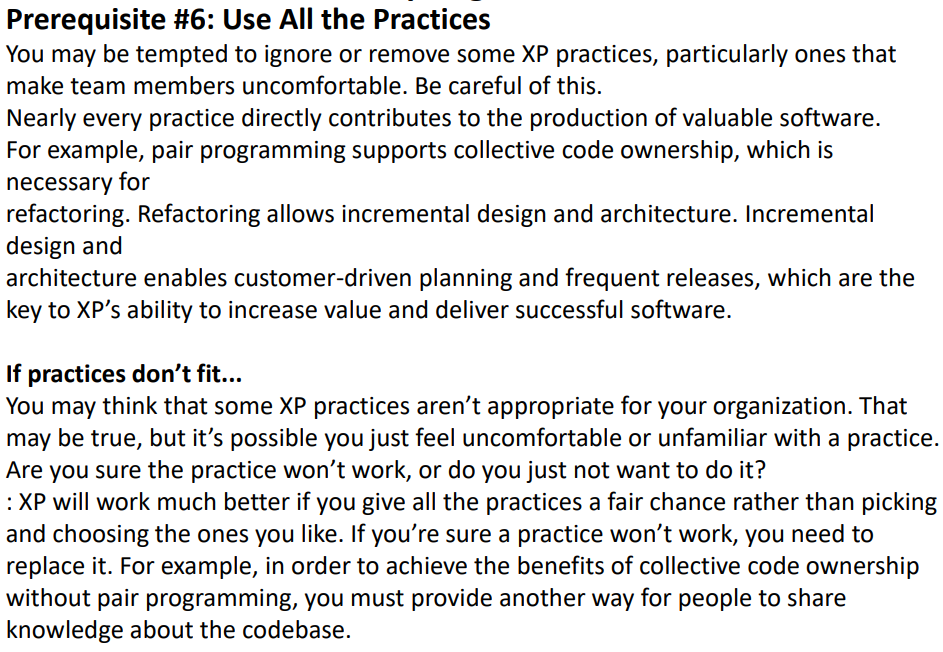 Prerequisite #6: Use All the Practices
You may be tempted to ignore or remove some XP practices, particularly ones that
make team members uncomfortable. Be careful of this.
Nearly every practice directly contributes to the production of valuable software.
For example, pair programming supports collective code ownership, which is
necessary for
refactoring. Refactoring allows incremental design and architecture. Incremental
design and
architecture enables customer-driven planning and frequent releases, which are the
key to XP’s ability to increase value and deliver successful software.
If practices don’t fit...
You may think that some XP practices aren’t appropriate for your organization. That
may be true, but it’s possible you just feel uncomfortable or unfamiliar with a practice.
Are you sure the practice won’t work, or do you just not want to do it?
: XP will work much better if you give all the practices a fair chance rather than picking
and choosing the ones you like. If you’re sure a practice won’t work, you need to
replace it. For example, in order to achieve the benefits of collective code ownership
without pair programming, you must provide another way for people to share
knowledge about the codebase.